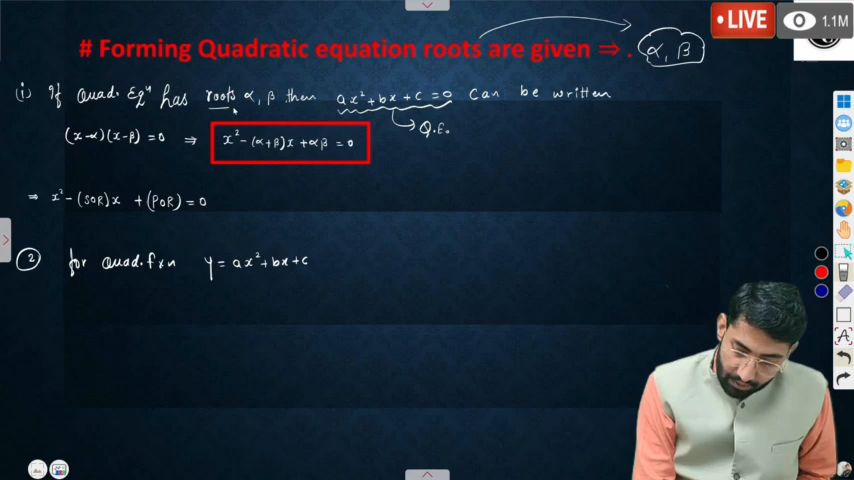 LIVE 1.1M
# Forming Quadratic equation roots are given ⇒ . α, β
(i) If Quad. Eqⁿ has roots α, β then ax² + bx + c = 0 can be written
→ Q.E.
(x-α)(x-β) = 0 ⇒ x² - (α+β)x + αβ = 0
⇒ x² - (SOR)x + (POR) = 0
② for Quad. fxn y = ax² + bx + c